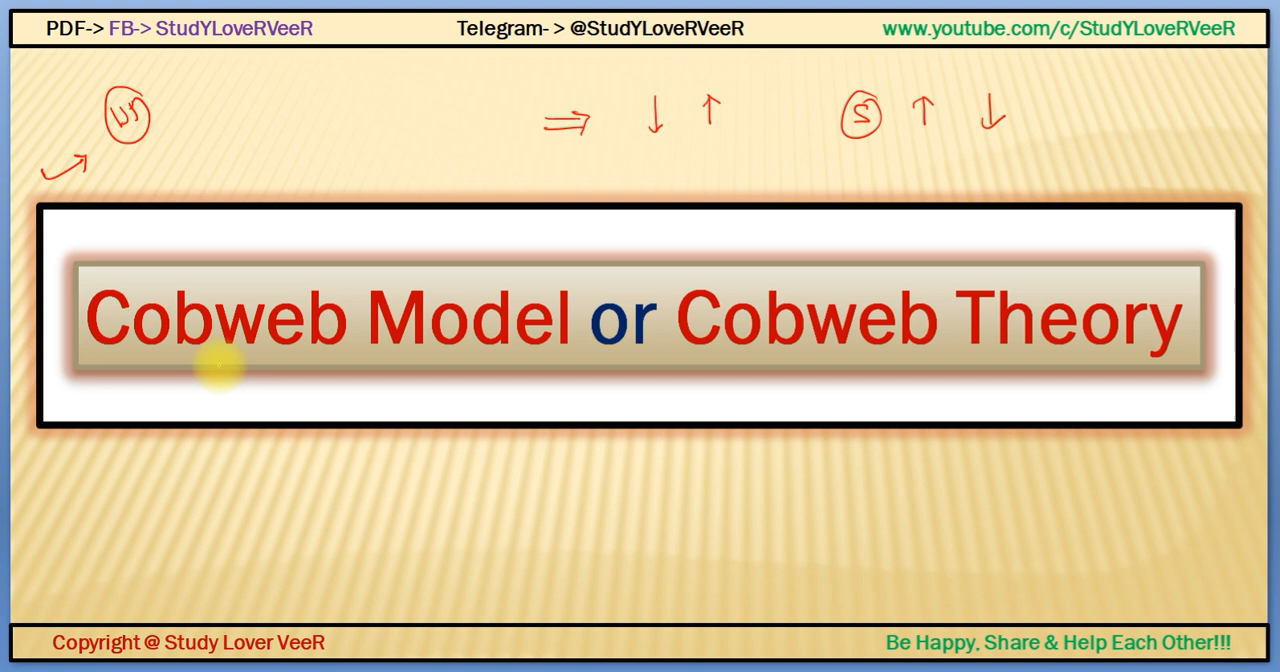 PDF-> FB-> StudYLoveRVeeR Telegram- > @StudYLoveRVeeR www.youtube.com/c/StudYLoveRVeeR
S
Cobweb Model or Cobweb Theory
Copyright @ Study Lover VeeR Be Happy, Share & Help Each Other!!!